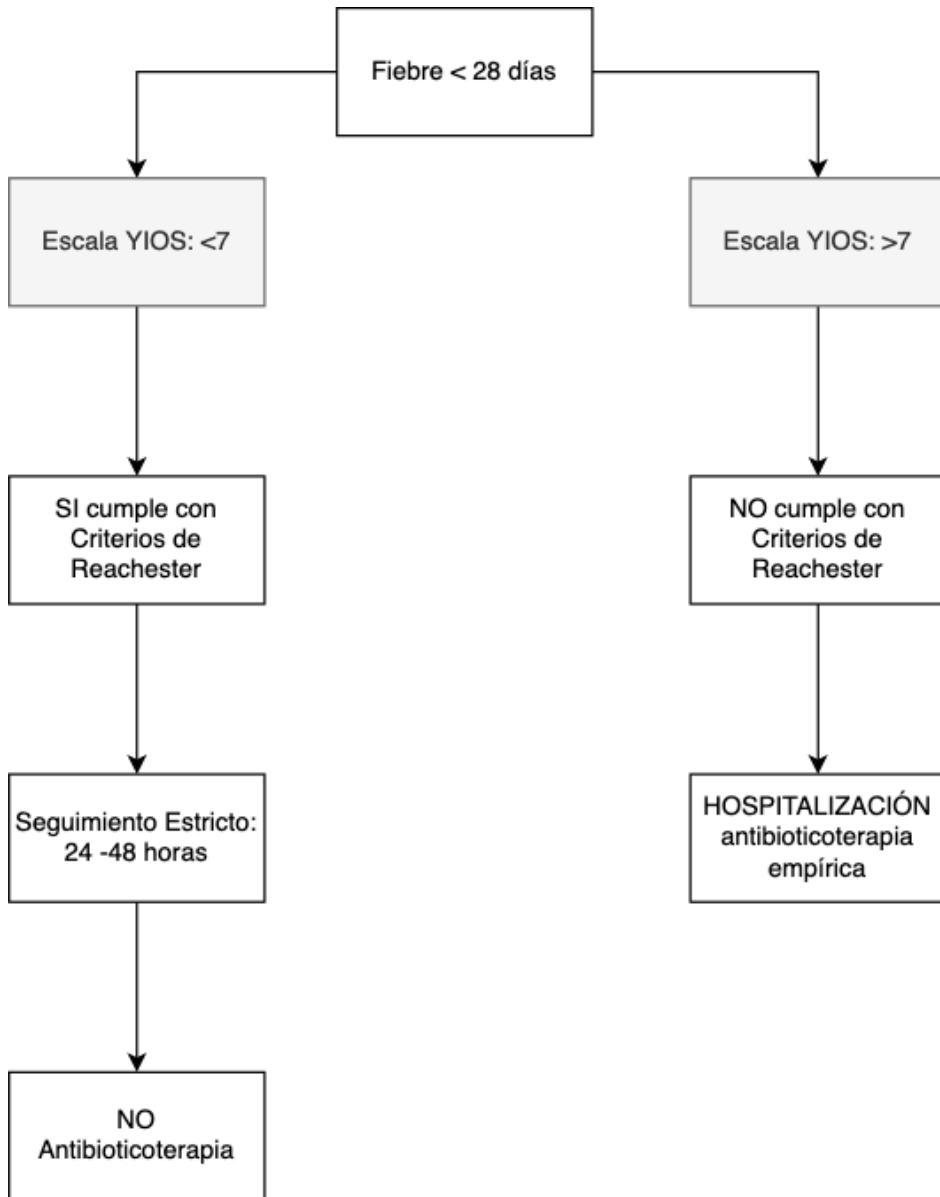 Fiebre < 28 días
Escala YIOS: <7
Escala YIOS: >7
SI cumple con
Criterios de
Reachester
NO cumple con
Criterios de
Reachester
Seguimiento Estricto:
24 -48 horas
HOSPITALIZACIÓN
antibioticoterapia
empírica
NO
Antibioticoterapia